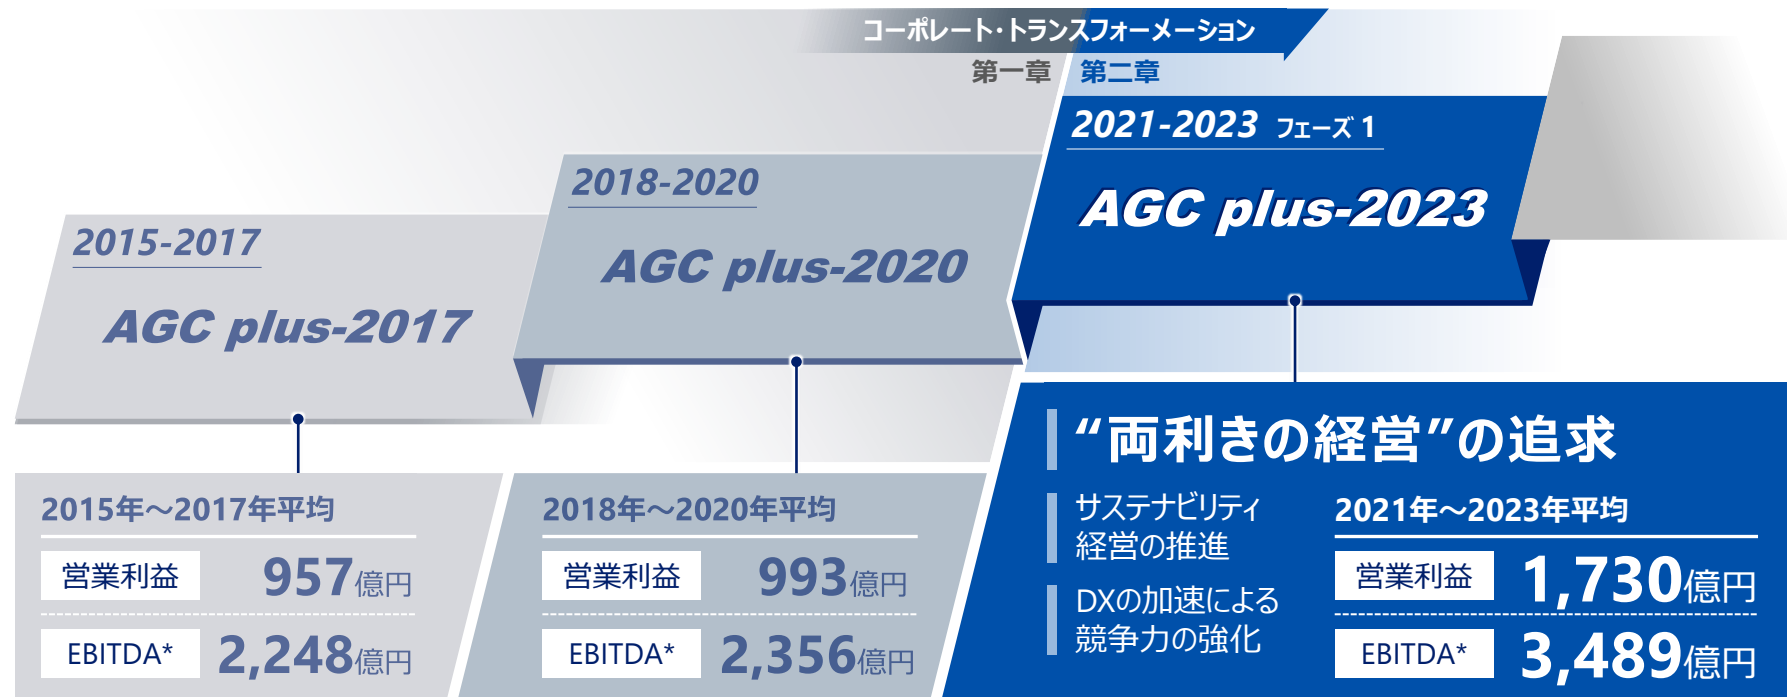 コーポレート・トランスフォーメーション
第一章 第二章
2015-2017
AGC plus-2017
2015年～2017年平均
営業利益 957億円
EBITDA* 2,248億円
2018-2020
AGC plus-2020
2018年～2020年平均
営業利益 993億円
EBITDA* 2,356億円
2021-2023 フェーズ 1
AGC plus-2023
“両利きの経営”の追求
サステナビリティ
経営の推進
DXの加速による
競争力の強化
2021年～2023年平均
営業利益 1,730億円
EBITDA* 3,489億円